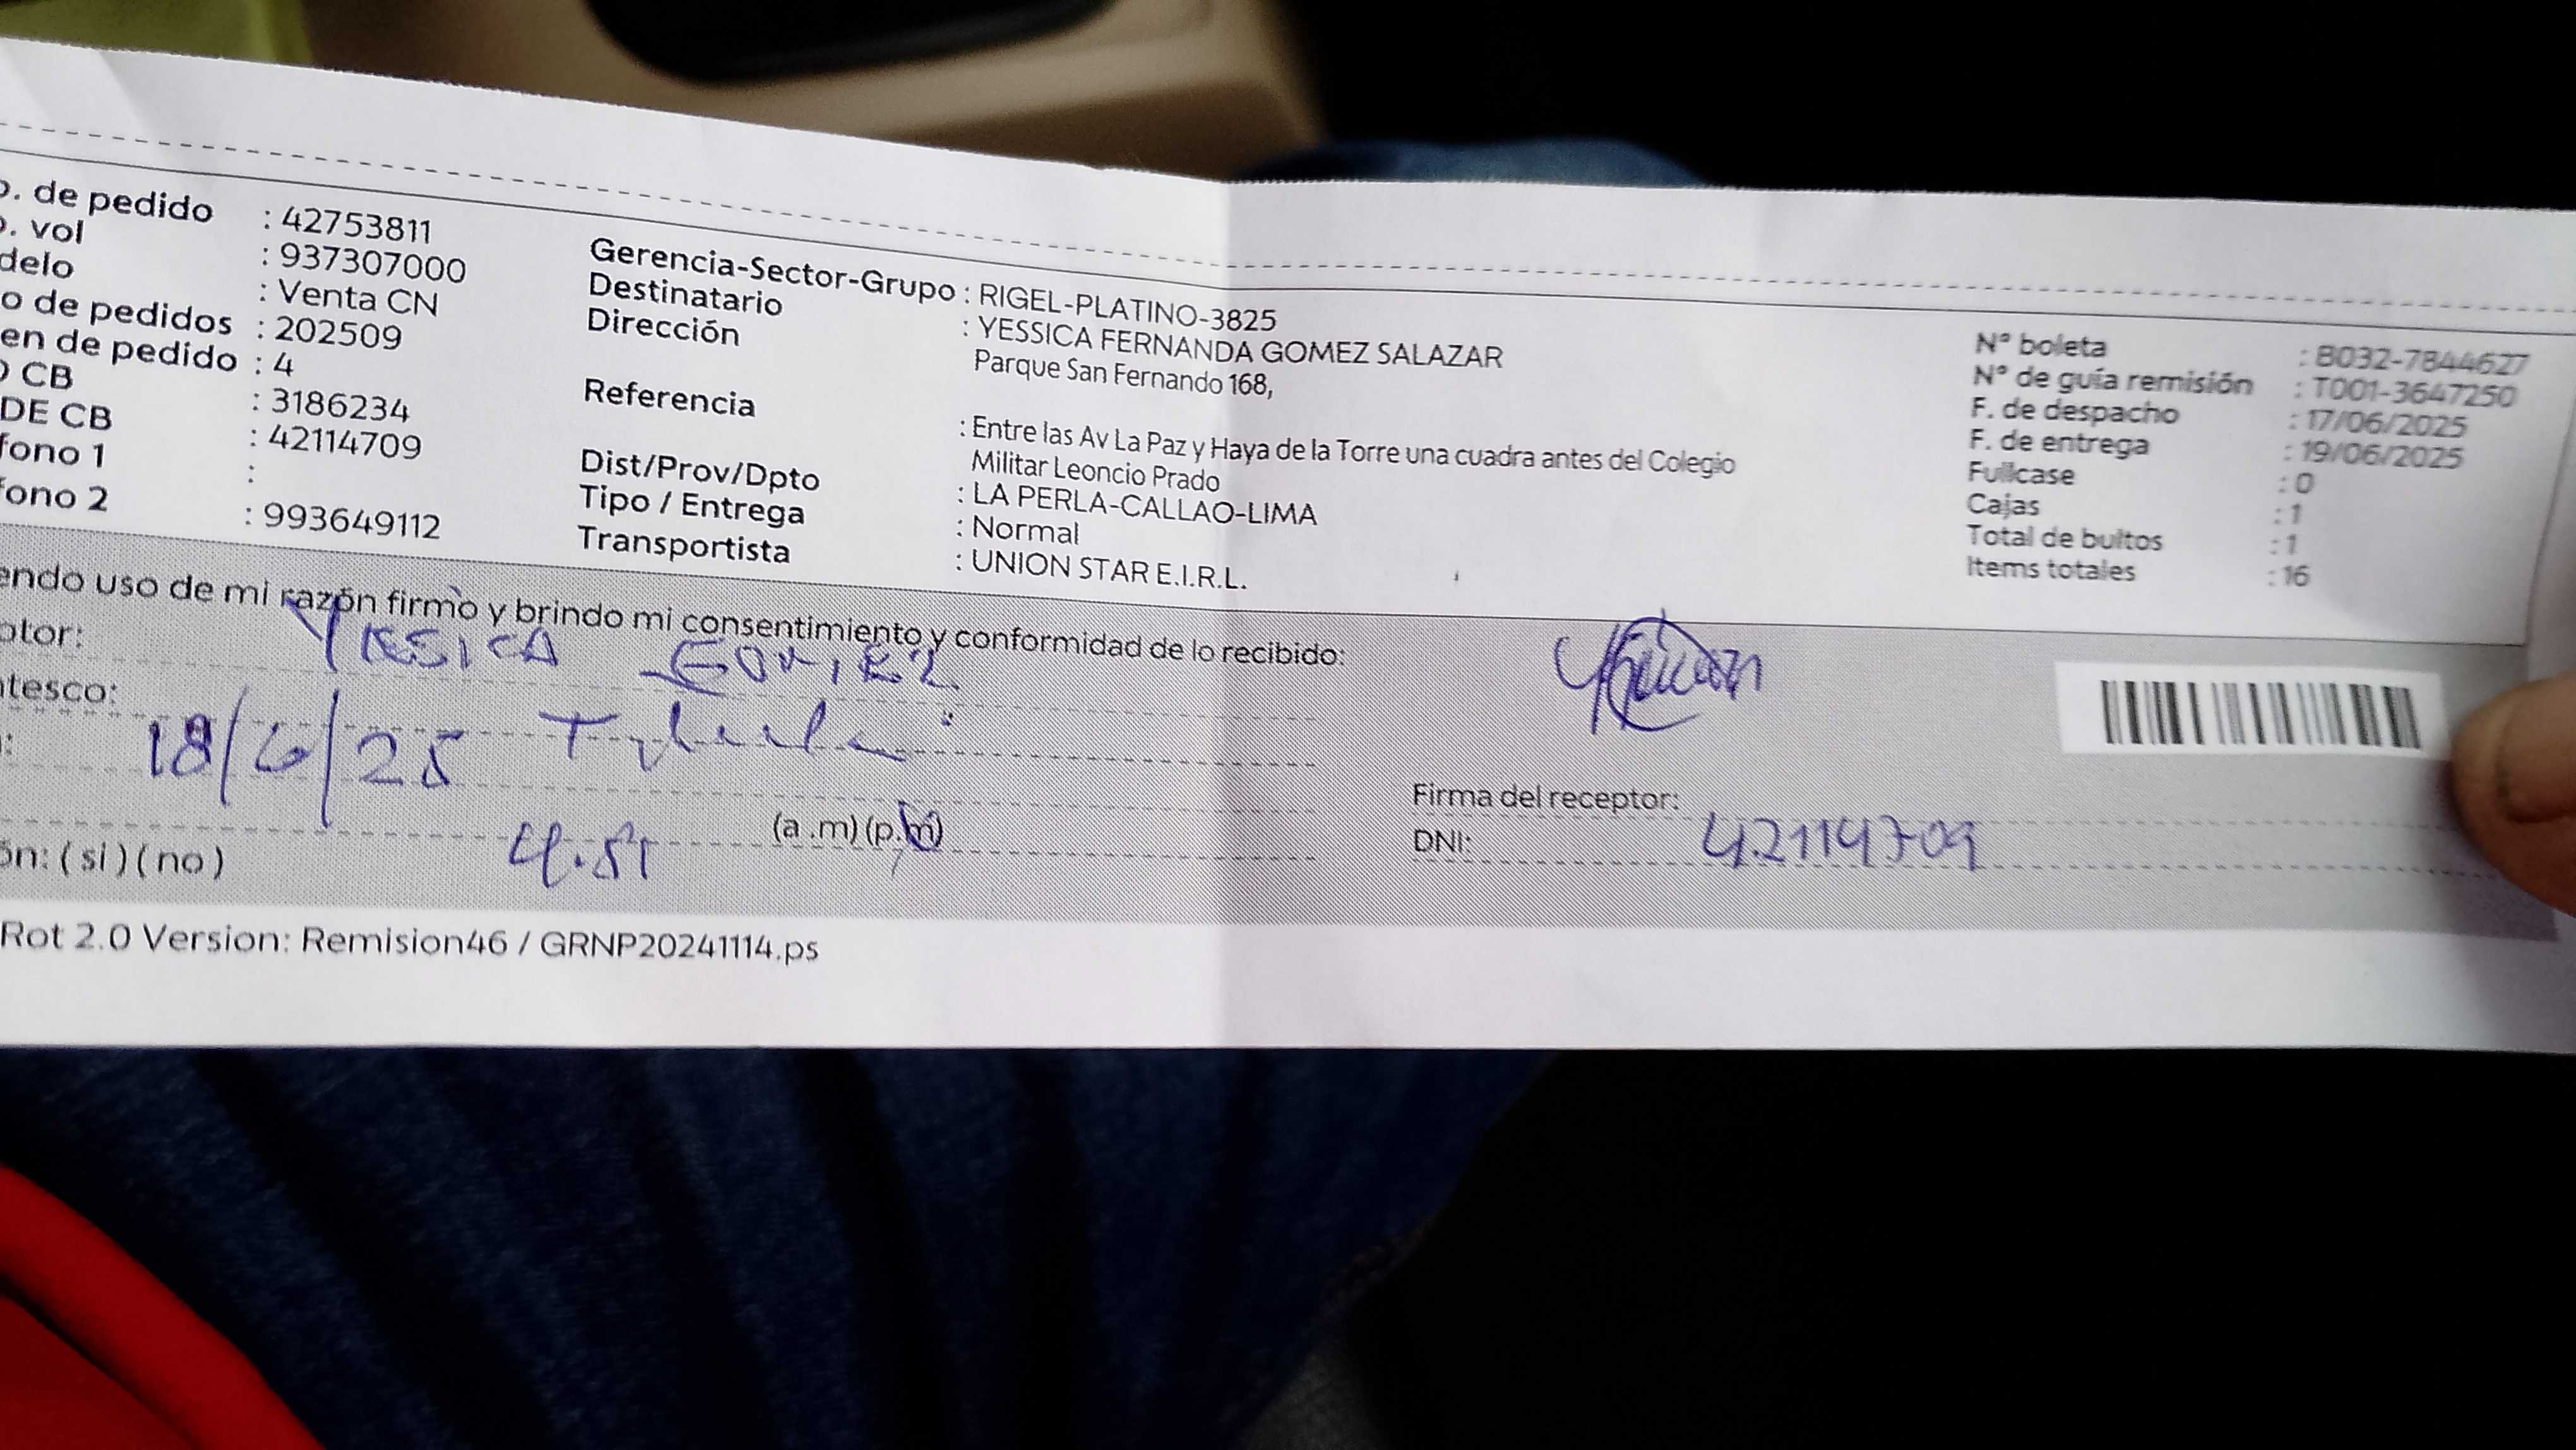 o. de pedido : 42753811
o. vol : 937307000
delo : Venta CN
o de pedidos : 202509
en de pedido : 4
O CB : 3186234
DE CB : 42114709
fono 1 :
fono 2 : 993649112
Gerencia-Sector-Grupo : RIGEL-PLATINO-3825
Destinatario : YESSICA FERNANDA GOMEZ SALAZAR
Dirección Parque San Fernando 168,
Referencia : Entre las Av La Paz y Haya de la Torre una cuadra antes del Colegio
Militar Leoncio Prado
Dist/Prov/Dpto : LA PERLA-CALLAO-LIMA
Tipo / Entrega : Normal
Transportista : UNION STAR E.I.R.L.
N° boleta : B032-7844627
N° de guía remisión : T001-3647250
F. de despacho : 17/06/2025
F. de entrega : 19/06/2025
Fullcase : 0
Cajas : 1
Total de bultos : 1
Items totales : 16
endo uso de mi razón firmo y brindo mi consentimiento y conformidad de lo recibido:
ptor: YESSICA GOMEZ
ntesco:
: 18/6/25
4.51 (a .m) (p.m)
ón: ( si ) ( no )
Firma del receptor:
DNI: 42114709
Rot 2.0 Version: Remision46 / GRNP20241114.ps